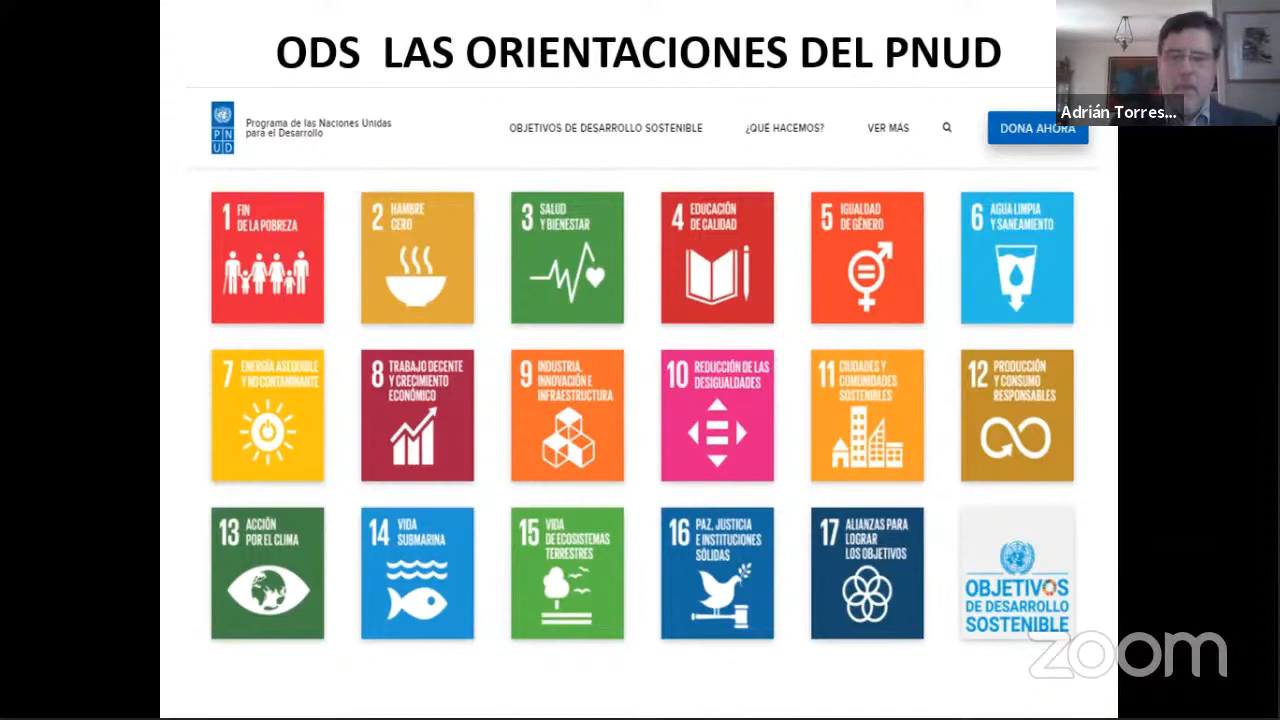 ODS LAS ORIENTACIONES DEL PNUD
Adrián Torres...
PN
UD
Programa de las Naciones Unidas
para el Desarrollo
OBJETIVOS DE DESARROLLO SOSTENIBLE
¿QUÉ HACEMOS?
VER MÁS
DONA AHORA
1 FIN
DE LA POBREZA
2 HAMBRE
CERO
3 SALUD
Y BIENESTAR
4 EDUCACIÓN
DE CALIDAD
5 IGUALDAD
DE GÉNERO
6 AGUA LIMPIA
Y SANEAMIENTO
7 ENERGÍA ASEQUIBLE
Y NO CONTAMINANTE
8 TRABAJO DECENTE
Y CRECIMIENTO
ECONÓMICO
9 INDUSTRIA,
INNOVACIÓN E
INFRAESTRUCTURA
10 REDUCCIÓN DE LAS
DESIGUALDADES
11 CIUDADES Y
COMUNIDADES
SOSTENIBLES
12 PRODUCCIÓN
Y CONSUMO
RESPONSABLES
13 ACCIÓN
POR EL CLIMA
14 VIDA
SUBMARINA
15 VIDA
DE ECOSISTEMAS
TERRESTRES
16 PAZ, JUSTICIA
E INSTITUCIONES
SÓLIDAS
17 ALIANZAS PARA
LOGRAR
LOS OBJETIVOS
OBJETIVOS
DE DESARROLLO
SOSTENIBLE
zoom